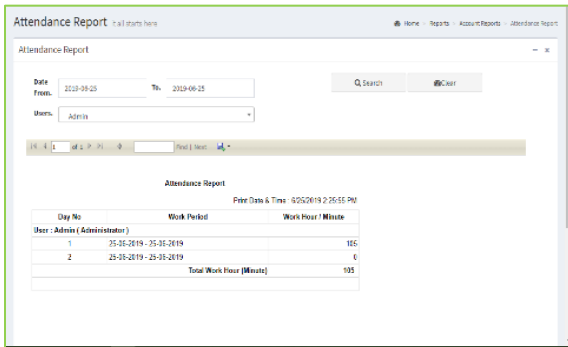 Attendance Report it all starts here
Home > Reports > Account Reports > Attendance Report
Attendance Report
Date From. 2019-06-25 To. 2019-06-25 Search Clear
Users. Admin
1 of 1 Find | Next
Attendance Report
Print Date & Time : 6/25/2019 2:25:55 PM
Day No Work Period Work Hour / Minute
User : Admin ( Administrator )
1 25-06-2019 - 25-06-2019 105
2 25-06-2019 - 25-06-2019 0
Total Work Hour (Minute) 105